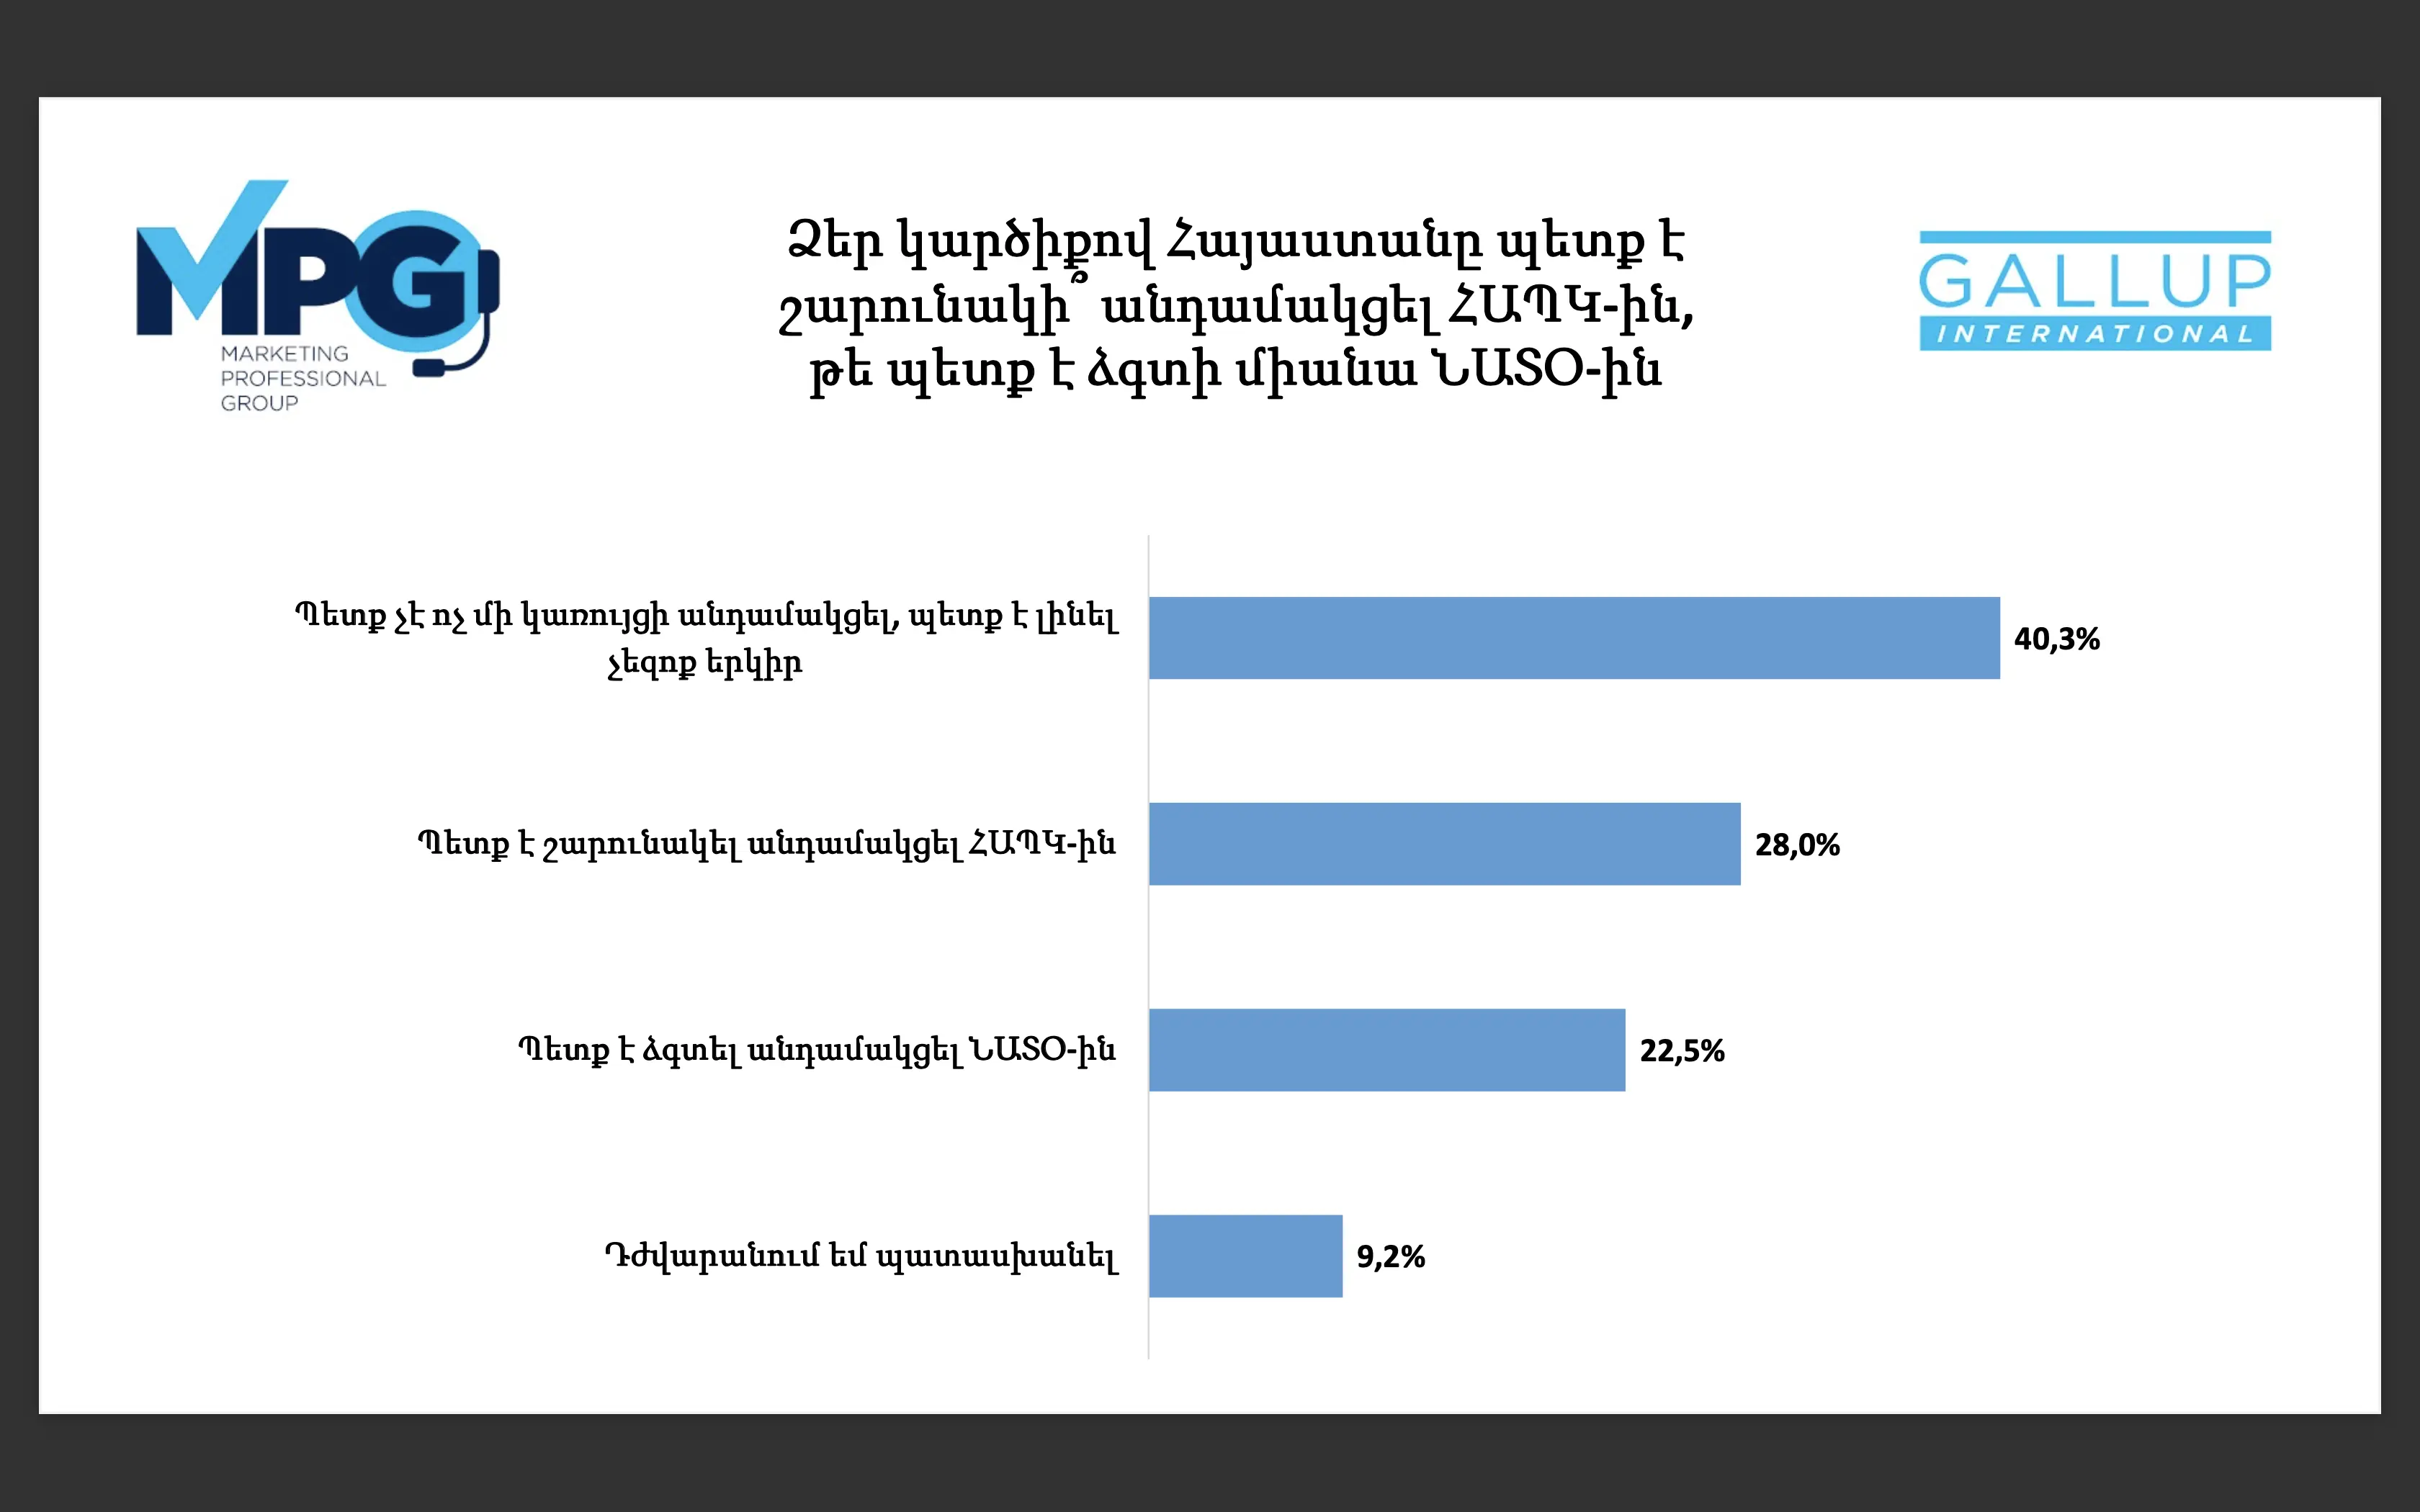 MPG
MARKETING
PROFESSIONAL
GROUP
Ձեր կարծիքով Հայաստանը պետք է
շարունակի՞ անդամակցել ՀԱՊԿ-ին,
թե պետք է ձգտի միանա ՆԱՏՕ-ին
GALLUP
INTERNATIONAL
Պետք չէ ոչ մի կառույցի անդամակցել, պետք է լինել
չեզոք երկիր
40,3%
Պետք է շարունակել անդամակցել ՀԱՊԿ-ին
28,0%
Պետք է ձգտել անդամակցել ՆԱՏՕ-ին
22,5%
Դժվարանում եմ պատասխանել
9,2%